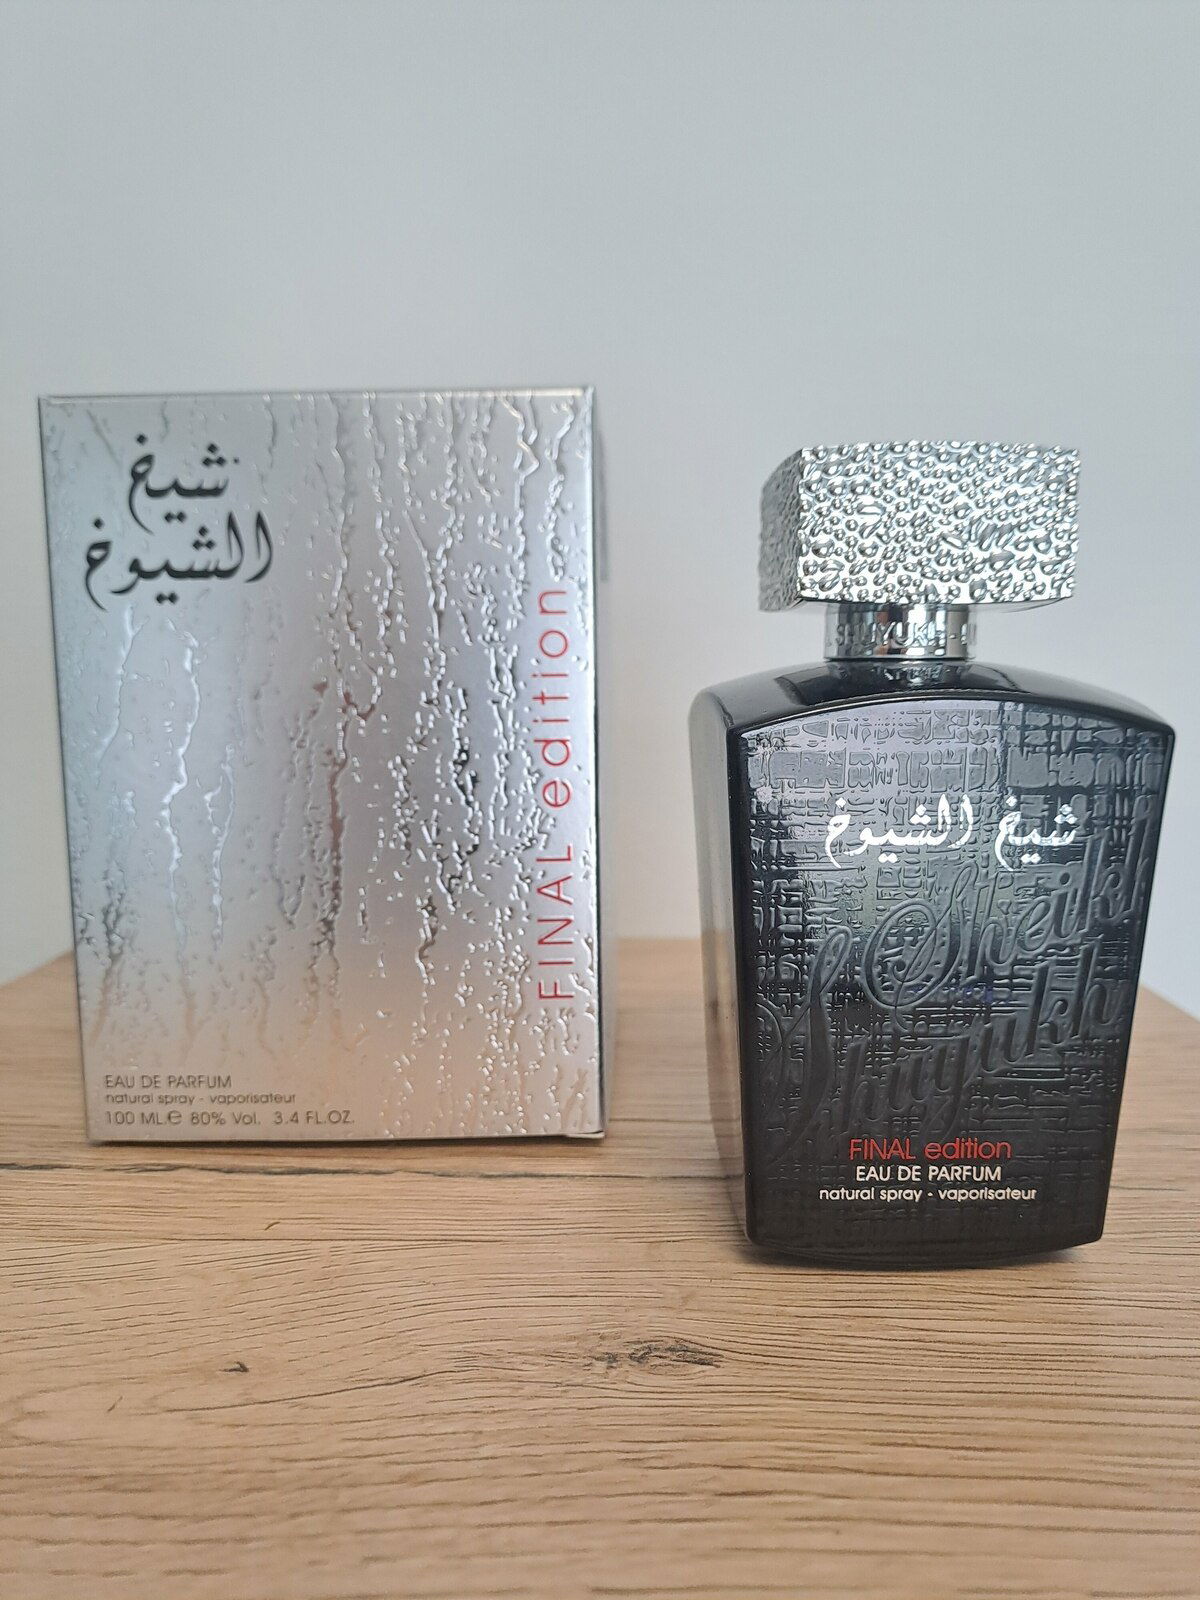 شيخ
الشيوخ
FINAL edition
EAU DE PARFUM
natural spray - vaporisateur
100 ML.e 80% Vol. 3.4 FL.OZ.
SHUYUKH
شيخ الشيوخ
Sheikh
Shuyukh
FINAL edition
EAU DE PARFUM
natural spray - vaporisateur